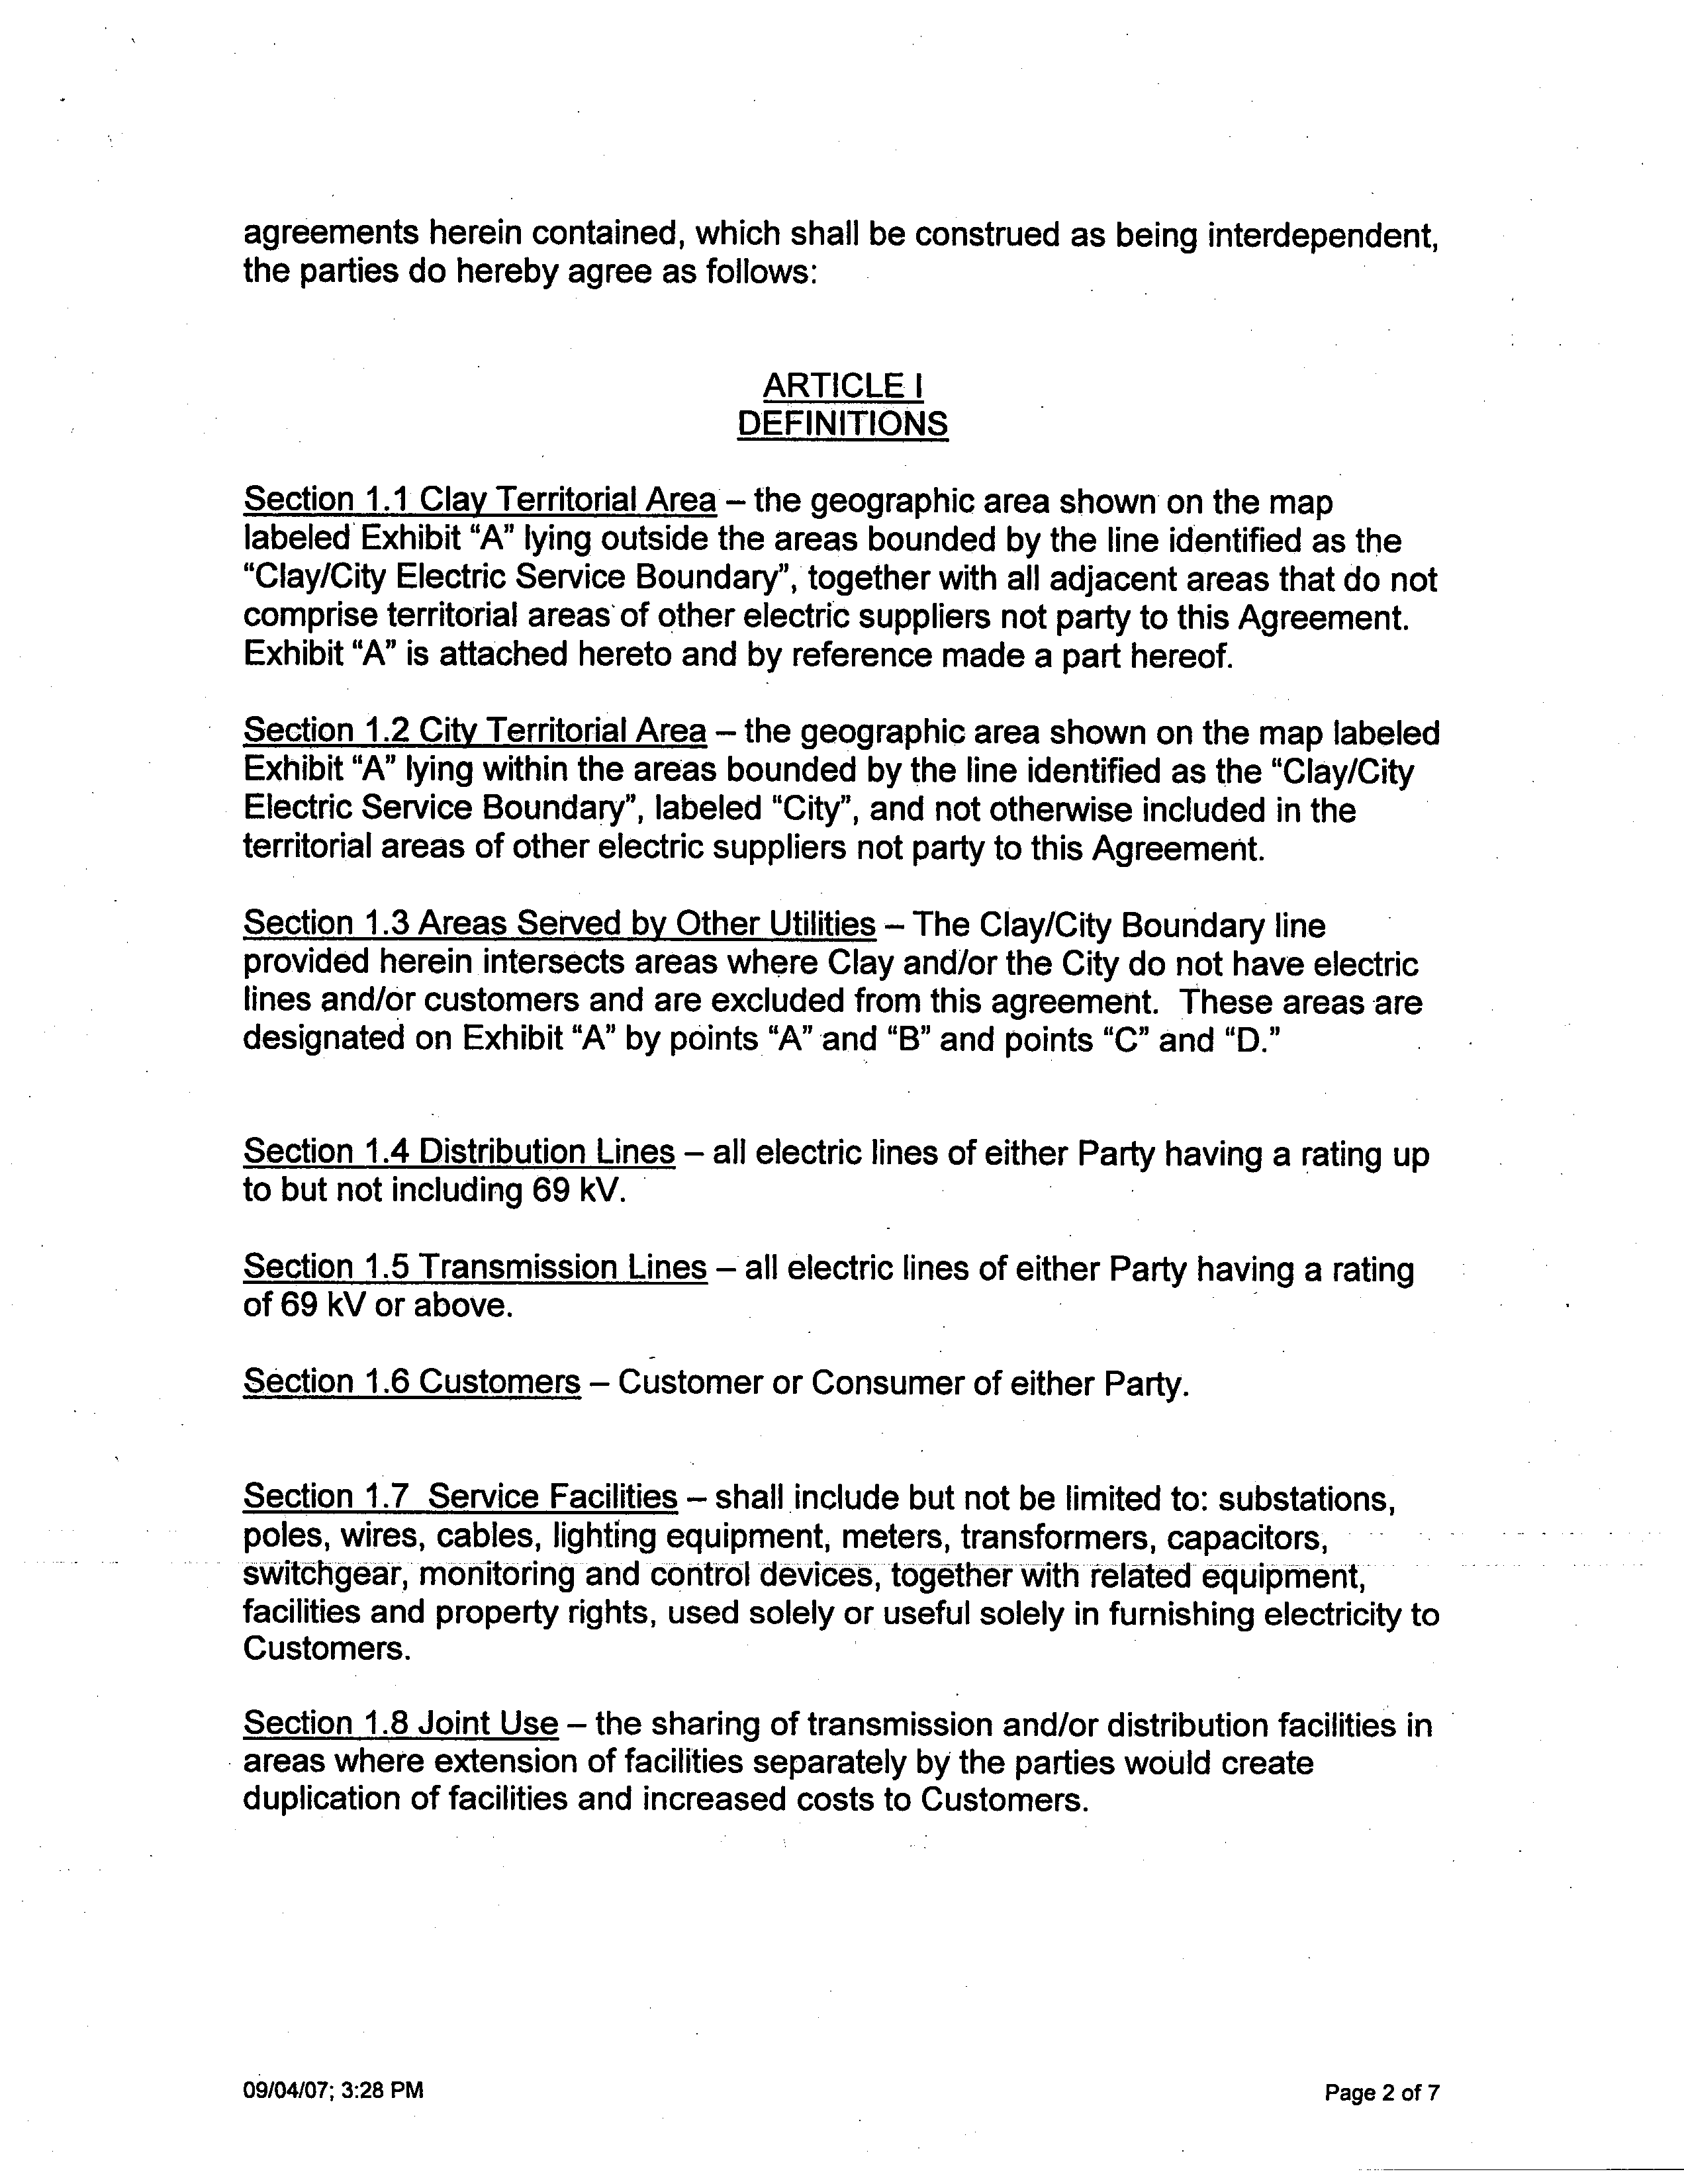 agreements herein contained, which shall be construed as being interdependent,
the parties do hereby agree as follows:
ARTICLE I
DEFINITIONS
Section 1.1 Clay Territorial Area – the geographic area shown on the map
labeled Exhibit “A” lying outside the areas bounded by the line identified as the
“Clay/City Electric Service Boundary”, together with all adjacent areas that do not
comprise territorial areas of other electric suppliers not party to this Agreement.
Exhibit “A” is attached hereto and by reference made a part hereof.
Section 1.2 City Territorial Area – the geographic area shown on the map labeled
Exhibit “A” lying within the areas bounded by the line identified as the “Clay/City
Electric Service Boundary”, labeled “City”, and not otherwise included in the
territorial areas of other electric suppliers not party to this Agreement.
Section 1.3 Areas Served by Other Utilities – The Clay/City Boundary line
provided herein intersects areas where Clay and/or the City do not have electric
lines and/or customers and are excluded from this agreement.  These areas are
designated on Exhibit “A” by points “A” and “B” and points “C” and “D.”
Section 1.4 Distribution Lines – all electric lines of either Party having a rating up
to but not including 69 kV.
Section 1.5 Transmission Lines – all electric lines of either Party having a rating
of 69 kV or above.
Section 1.6 Customers – Customer or Consumer of either Party.
Section 1.7  Service Facilities – shall include but not be limited to: substations,
poles, wires, cables, lighting equipment, meters, transformers, capacitors,
switchgear, monitoring and control devices, together with related equipment,
facilities and property rights, used solely or useful solely in furnishing electricity to
Customers.
Section 1.8 Joint Use – the sharing of transmission and/or distribution facilities in
areas where extension of facilities separately by the parties would create
duplication of facilities and increased costs to Customers.
09/04/07; 3:28 PM
Page 2 of 7